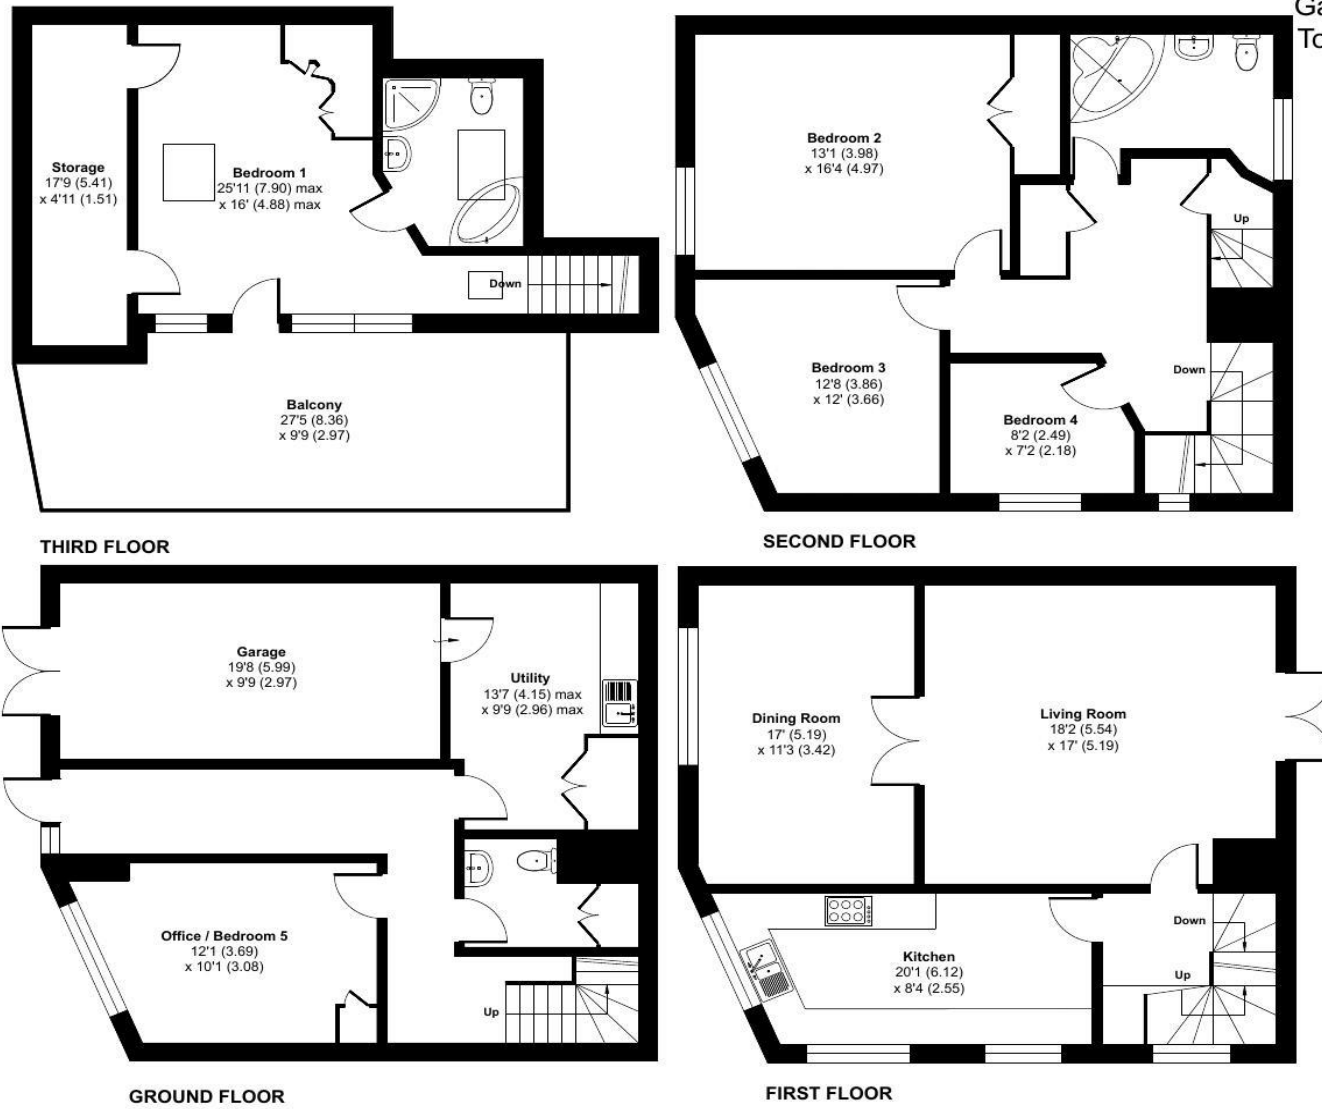 Storage
17'9 (5.41)
x 4'11 (1.51)
Bedroom 1
25'11 (7.90) max
x 16' (4.88) max
Down
Balcony
27'5 (8.36)
x 9'9 (2.97)
THIRD FLOOR
Bedroom 2
13'1 (3.98)
x 16'4 (4.97)
Up
Bedroom 3
12'8 (3.86)
x 12' (3.66)
Down
Bedroom 4
8'2 (2.49)
x 7'2 (2.18)
SECOND FLOOR
Garage
19'8 (5.99)
x 9'9 (2.97)
Utility
13'7 (4.15) max
x 9'9 (2.96) max
Office / Bedroom 5
12'1 (3.69)
x 10'1 (3.08)
Up
GROUND FLOOR
Dining Room
17' (5.19)
x 11'3 (3.42)
Living Room
18'2 (5.54)
x 17' (5.19)
Kitchen
20'1 (6.12)
x 8'4 (2.55)
Down
Up
FIRST FLOOR